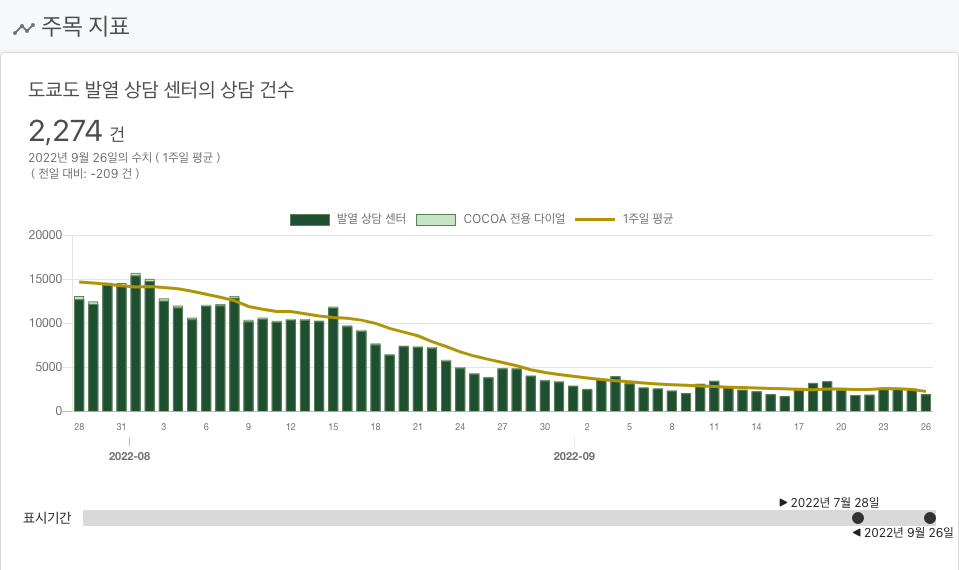 주목 지표
도쿄도 발열 상담 센터의 상담 건수
2,274 건
2022년 9월 26일의 수치 ( 1주일 평균 )
( 전일 대비: -209 건 )
발열 상담 센터 COCOA 전용 다이얼 1주일 평균
20000
15000
10000
5000
0
28 31 3 6 9 12 15 18 21 24 27 30 2 5 8 11 14 17 20 23 26
2022-08 2022-09
▶ 2022년 7월 28일
표시기간
◀ 2022년 9월 26일